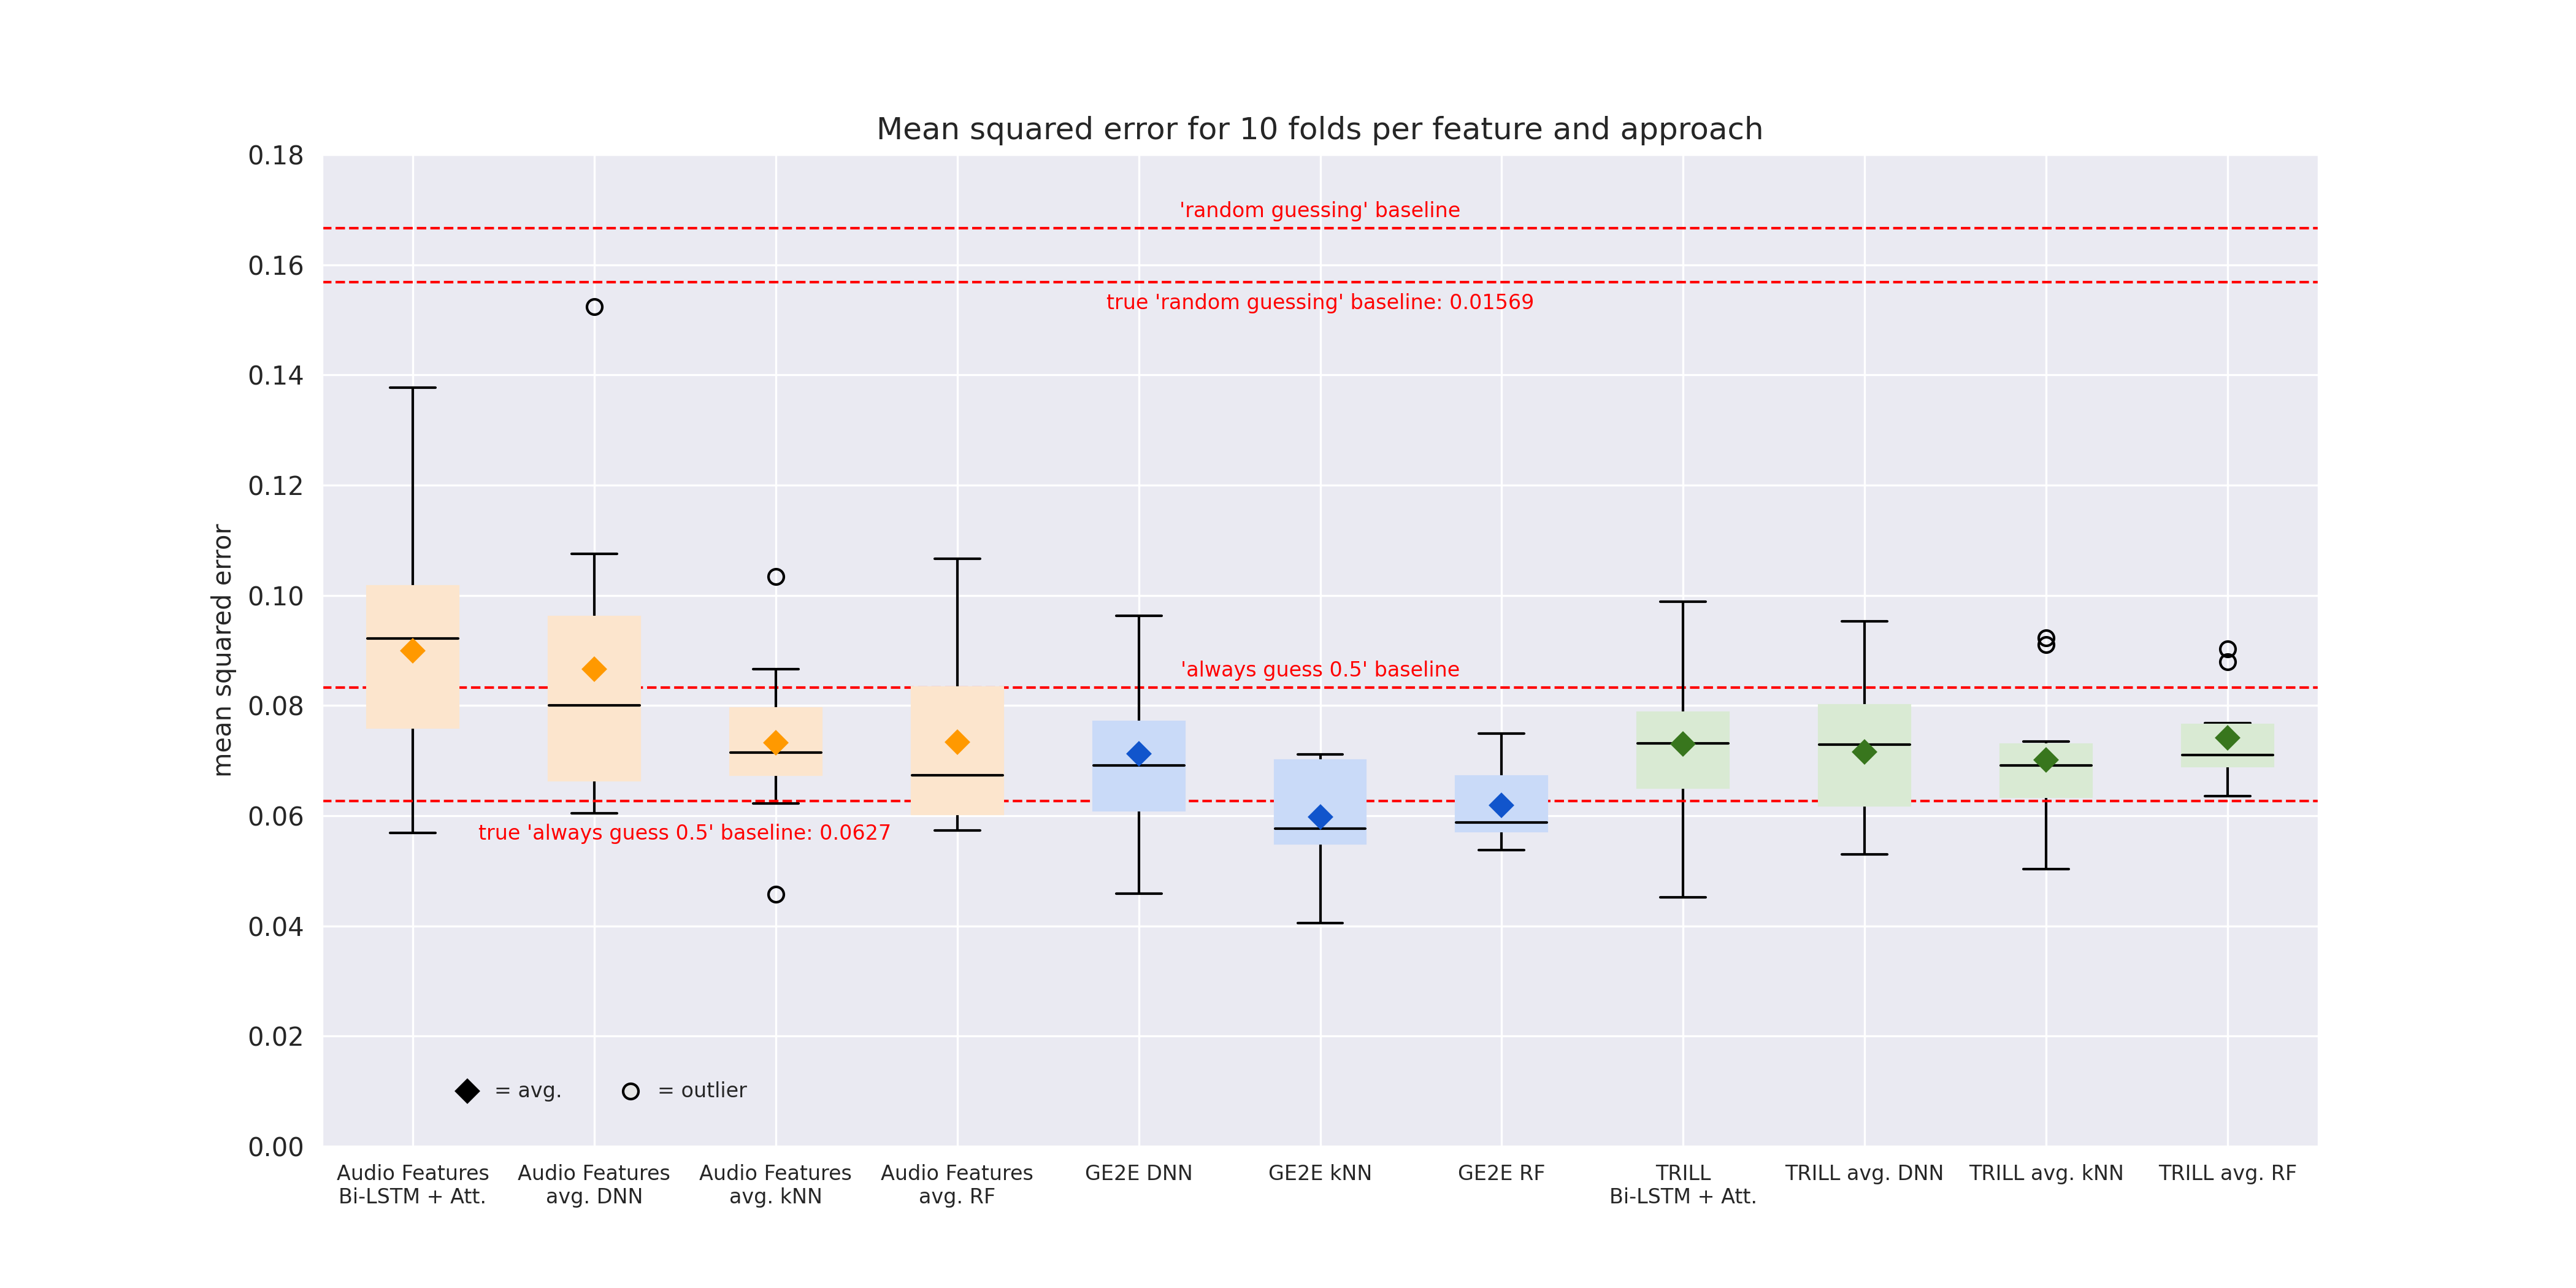 Mean squared error for 10 folds per feature and approach
0.18
'random guessing' baseline
0.16
true 'random guessing' baseline: 0.01569
0.14
0.12
mean squared error
0.10
'always guess 0.5' baseline
0.08
0.06
true 'always guess 0.5' baseline: 0.0627
0.04
0.02
= avg.
= outlier
0.00
Audio Features
Bi-LSTM + Att.
Audio Features
avg. DNN
Audio Features
avg. kNN
Audio Features
avg. RF
GE2E DNN
GE2E kNN
GE2E RF
TRILL
Bi-LSTM + Att.
TRILL avg. DNN
TRILL avg. kNN
TRILL avg. RF